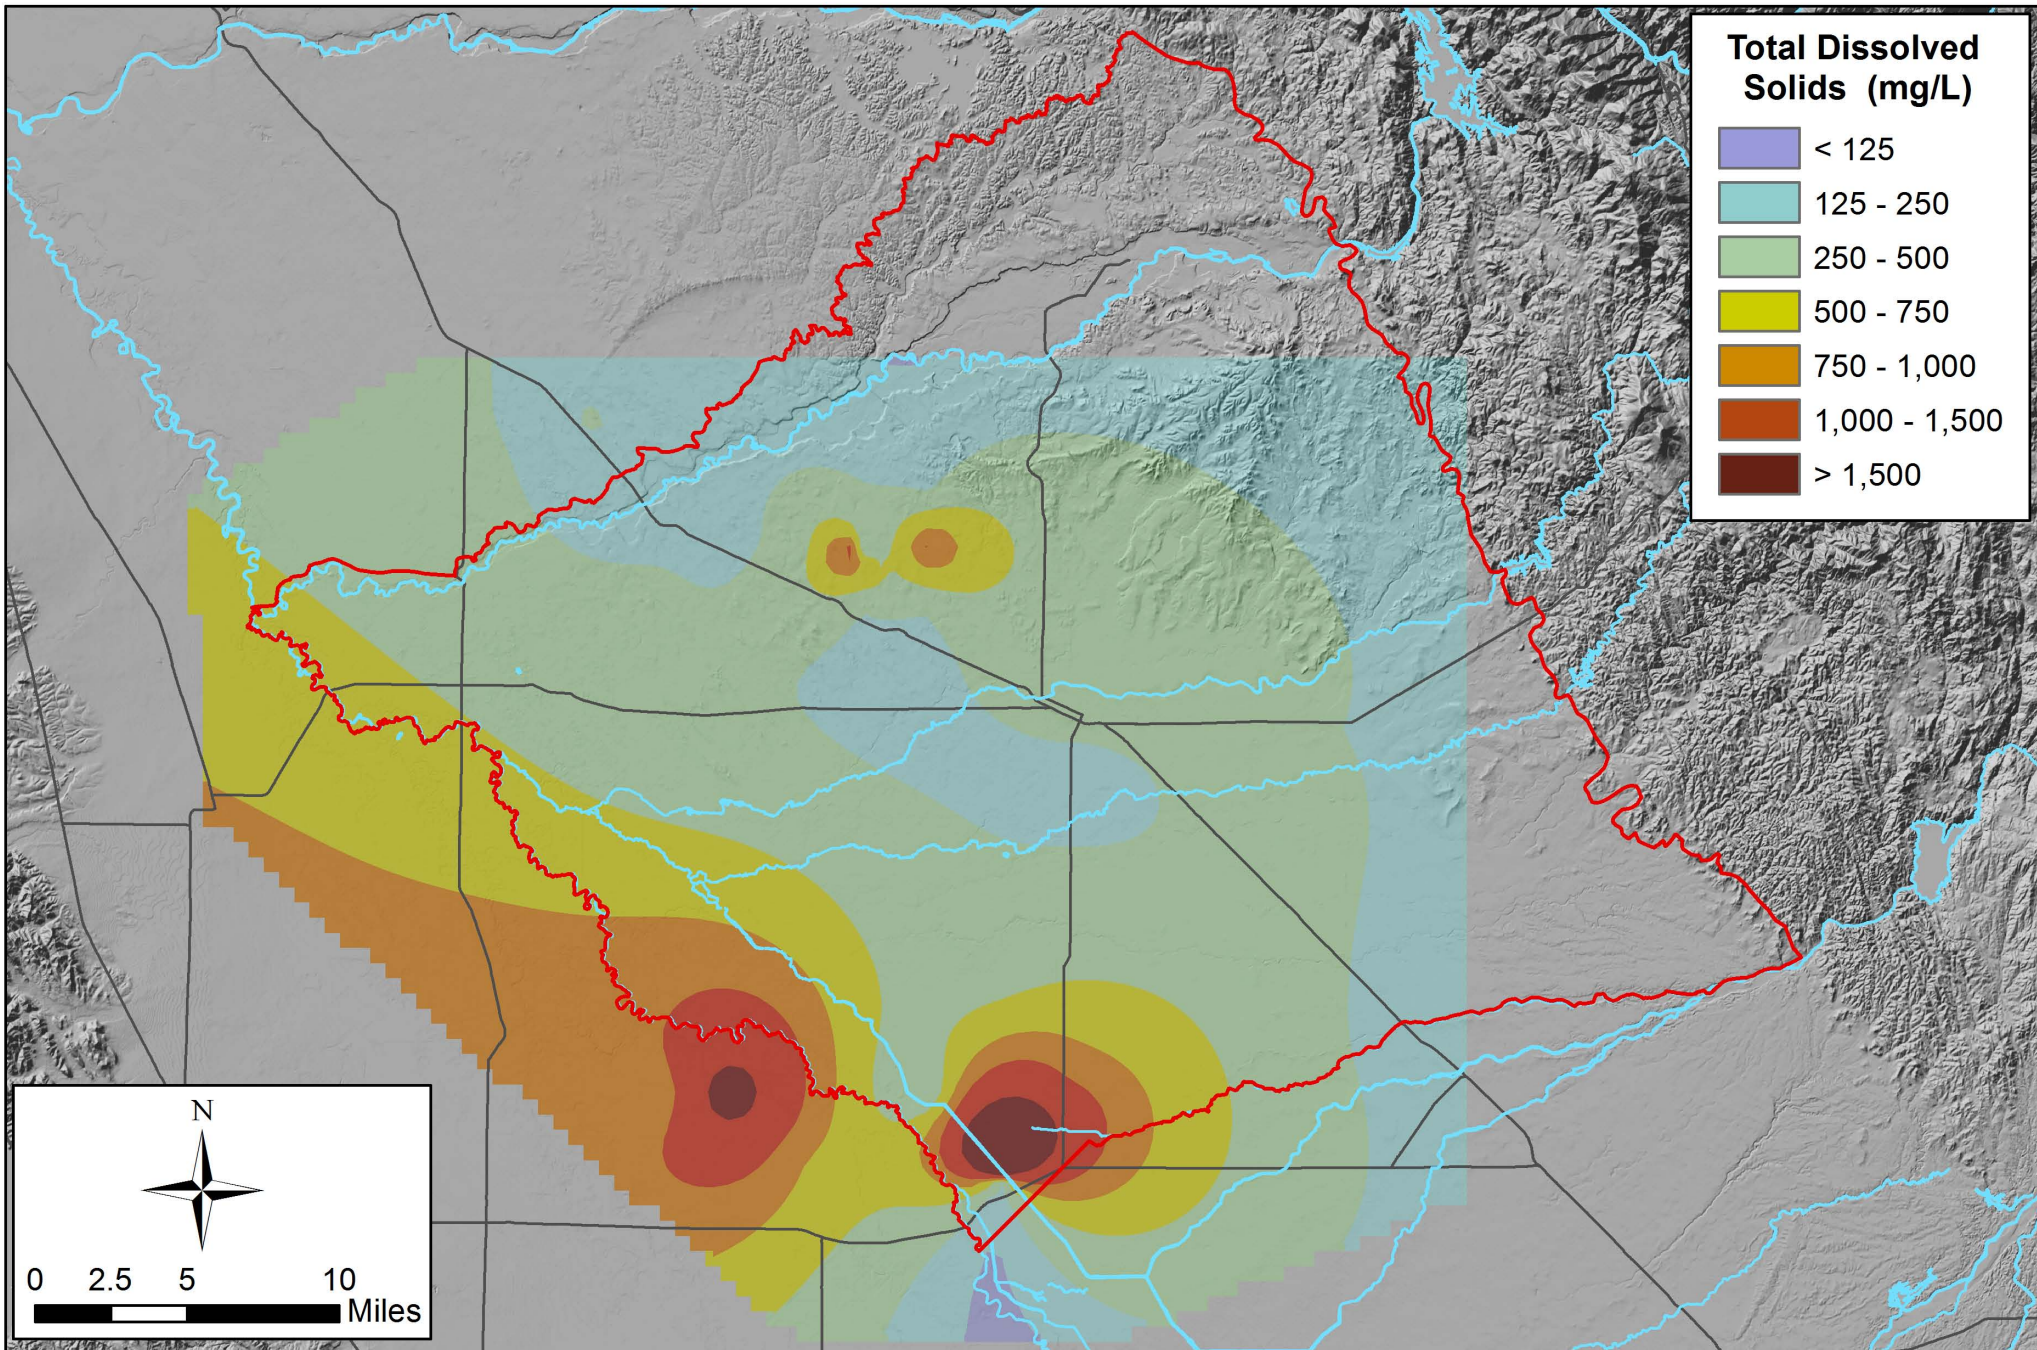 Total Dissolved
Solids (mg/L)
< 125
125 - 250
250 - 500
500 - 750
750 - 1,000
1,000 - 1,500
> 1,500
N
0 2.5 5 10
Miles